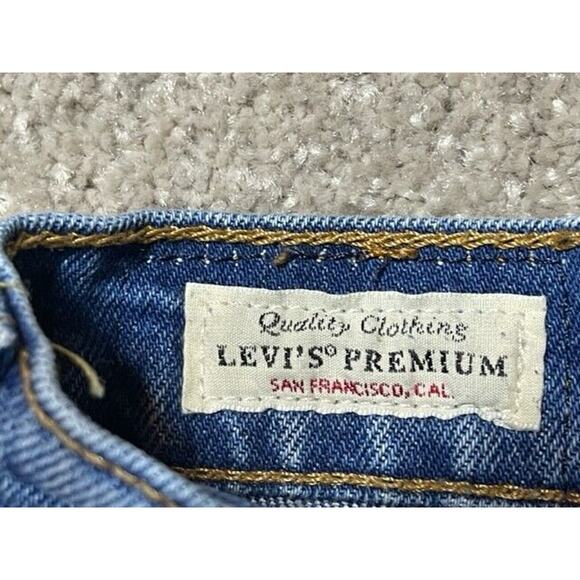 Quality Clothing
LEVI'S® PREMIUM
SAN FRANCISCO, CAL.